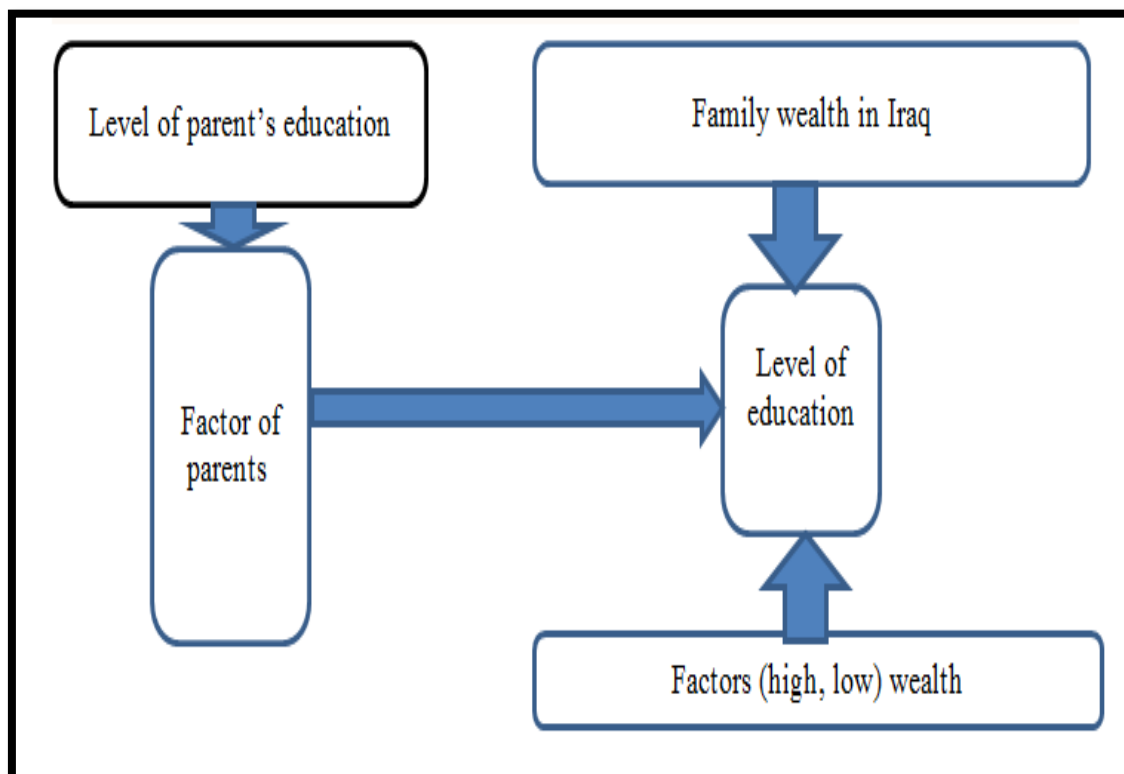 Level of parent’s education
Family wealth in Iraq
Factor of
parents
Level of
education
Factors (high, low) wealth